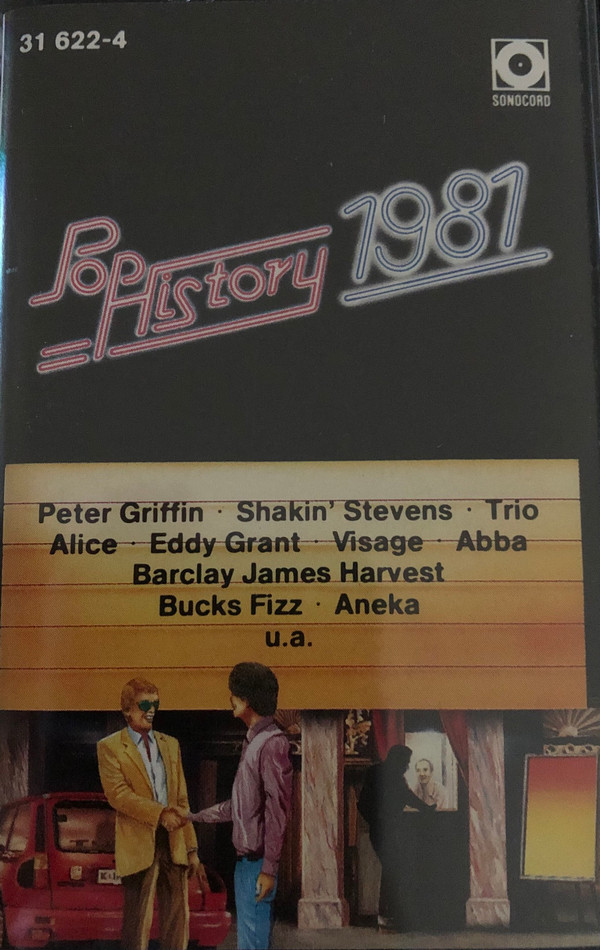 31 622-4
SONOCORD
Pop History 1981
Peter Griffin · Shakin' Stevens · Trio
Alice · Eddy Grant · Visage · Abba
Barclay James Harvest
Bucks Fizz · Aneka
u.a.